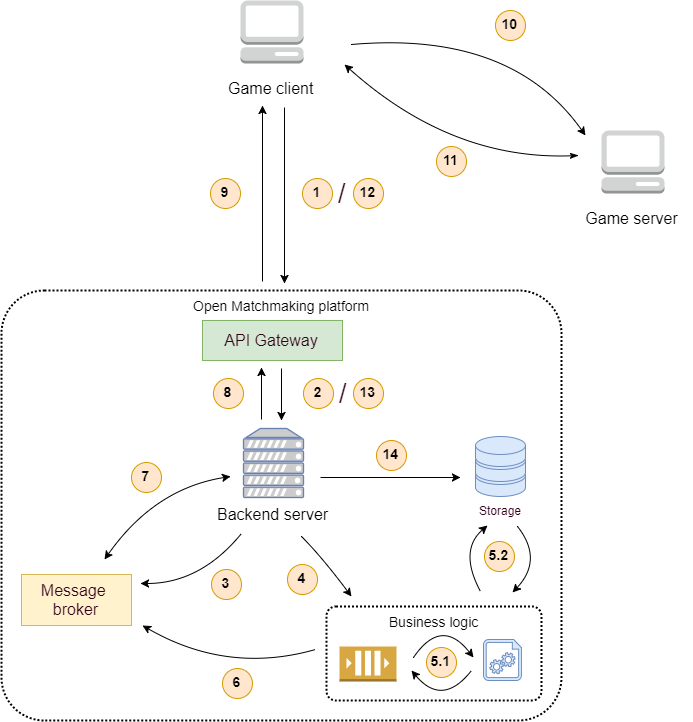 10
Game client
11
Game server
9
1 / 12
Open Matchmaking platform
API Gateway
8
2 / 13
14
7
Backend server
Storage
5.2
3
4
Message
broker
Business logic
5.1
6